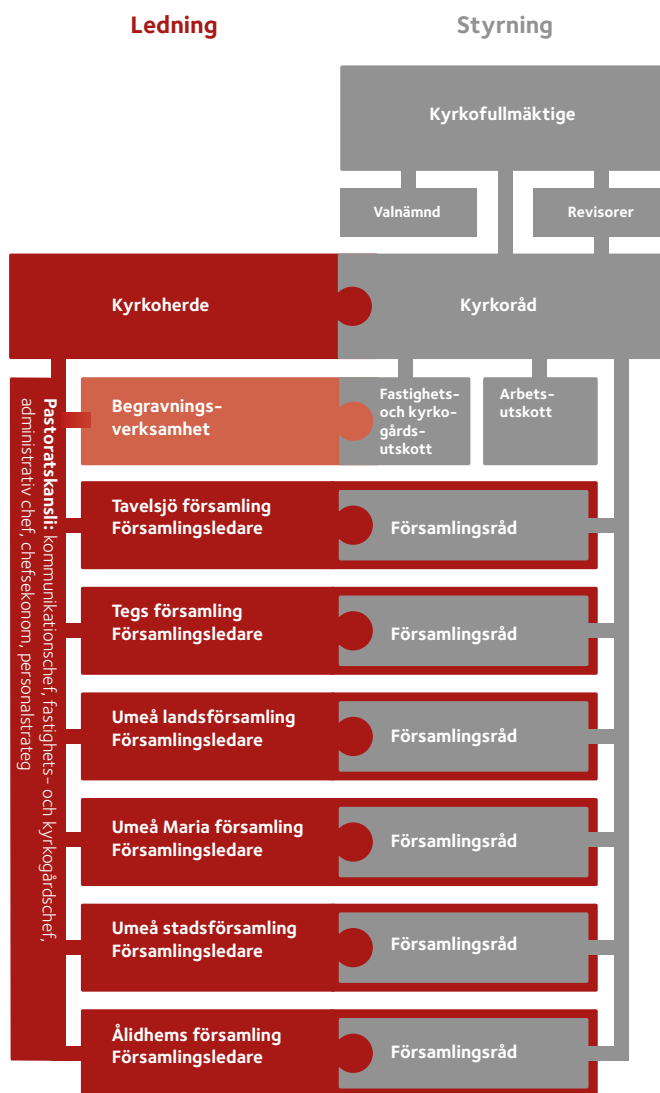 Ledning
Styrning
Kyrkofullmäktige
Valnämnd
Revisorer
Kyrkoherde
Kyrkoråd
Pastoratskansli: kommunikationschef, fastighets- och kyrkogårdschef,
administrativ chef, chefsekonom, personalstrateg
Begravnings-
verksamhet
Fastighets-
och kyrko-
gårds-
utskott
Arbets-
utskott
Tavelsjö församling
Församlingsledare
Församlingsråd
Tegs församling
Församlingsledare
Församlingsråd
Umeå landsförsamling
Församlingsledare
Församlingsråd
Umeå Maria församling
Församlingsledare
Församlingsråd
Umeå stadsförsamling
Församlingsledare
Församlingsråd
Ålidhems församling
Församlingsledare
Församlingsråd